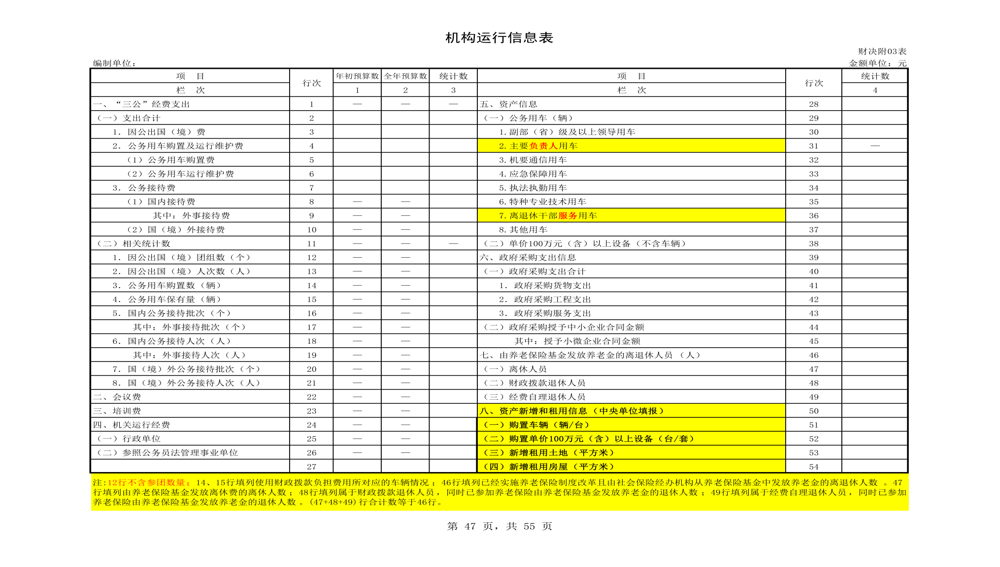 机构运行信息表
财决附03表
编制单位： 金额单位：元
项 目 行次 年初预算数 全年预算数 统计数 项 目 行次 统计数
栏 次 1 2 3 栏 次 4
一、“三公”经费支出 1 — — — 五、资产信息 28
（一）支出合计 2 （一）公务用车（辆） 29
1．因公出国（境）费 3 1.副部（省）级及以上领导用车 30
2．公务用车购置及运行维护费 4 2.主要负责人用车 31 —
（1）公务用车购置费 5 3.机要通信用车 32
（2）公务用车运行维护费 6 4.应急保障用车 33
3．公务接待费 7 5.执法执勤用车 34
（1）国内接待费 8 — — 6.特种专业技术用车 35
其中：外事接待费 9 — — 7.离退休干部服务用车 36
（2）国（境）外接待费 10 — — 8.其他用车 37
（二）相关统计数 11 — — — （二）单价100万元（含）以上设备（不含车辆） 38
1．因公出国（境）团组数（个） 12 — — 六、政府采购支出信息 39
2．因公出国（境）人次数（人） 13 — — （一）政府采购支出合计 40
3．公务用车购置数（辆） 14 — — 1．政府采购货物支出 41
4．公务用车保有量（辆） 15 — — 2．政府采购工程支出 42
5．国内公务接待批次（个） 16 — — 3．政府采购服务支出 43
其中：外事接待批次（个） 17 — — （二）政府采购授予中小企业合同金额 44
6．国内公务接待人次（人） 18 — — 其中：授予小微企业合同金额 45
其中：外事接待人次（人） 19 — — 七、由养老保险基金发放养老金的离退休人员（人） 46
7．国（境）外公务接待批次（个） 20 — — （一）离休人员 47
8．国（境）外公务接待人次（人） 21 — — （二）财政拨款退休人员 48
二、会议费 22 — — （三）经费自理退休人员 49
三、培训费 23 — — 八、资产新增和租用信息（中央单位填报） 50
四、机关运行经费 24 — — （一）购置车辆（辆/台） 51
（一）行政单位 25 — — （二）购置单价100万元（含）以上设备（台/套） 52
（二）参照公务员法管理事业单位 26 — — （三）新增租用土地（平方米） 53
27 （四）新增租用房屋（平方米） 54
注:12行不含参团数量；14、15行填列使用财政拨款负担费用所对应的车辆情况；46行填列已经实施养老保险制度改革且由社会保险经办机构从养老保险基金中发放养老金的离退休人数 。47
行填列由养老保险基金发放离休费的离休人数；48行填列属于财政拨款退休人员，同时已参加养老保险由养老保险基金发放养老金的退休人数；49行填列属于经费自理退休人员，同时已参加
养老保险由养老保险基金发放养老金的退休人数。(47+48+49)行合计数等于46行。
第 47 页，共 55 页